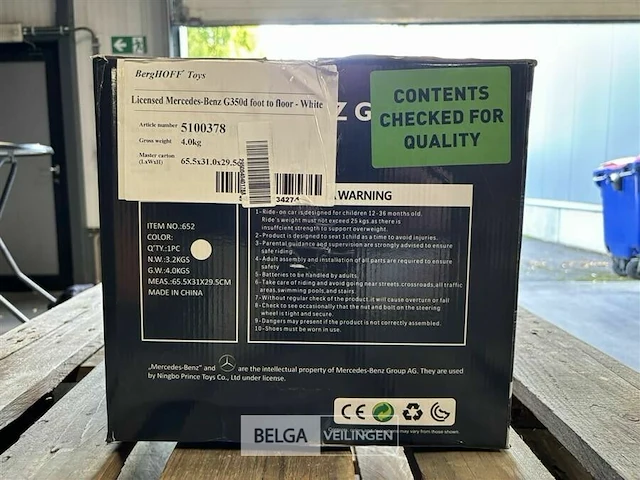 BergHOFF Toys
Licensed Mercedes-Benz G350d foot to floor - White
Article number 5100378
Gross weight 4.0kg
Master carton
(LxWxH) 65.5x31.0x29.5
Z G
CONTENTS
CHECKED FOR
QUALITY
WARNING
1-Ride-on car is designed for children 12-36 months old.
Ride's weight must not exceed 25 kgs, as there is
insufficient strength to support overweight.
2-Product is designed to seat 1child as a time to avoid injuries.
3-Parental guidance and supervision are strongly advised to ensure
safe riding.
4-Adult assembly and installation of all parts are required to ensure
safety
5-Batteries to be Handled by adults.
6-Take care of riding and avoid going near streets, crossroads, all traffic
areas, swimming pools, and stairs.
7-Without regular check of the product, it will cause overturn or fall
8-Check to see occasionally that the nut and bolt on the steering
wheel is tight and secure.
9-Dangers may present if the product is not correctly assembled.
10-Shoes must be worn in use.
ITEM NO.:652
COLOR:
Q'TY.:1PC
N.W.:3.2KGS
G.W.:4.0KGS
MEAS.:65.5X31X29.5CM
MADE IN CHINA
„Mercedes-Benz" and are the intellectual property of Mercedes-Benz Group AG. They are used
by Ningbo Prince Toys Co., Ltd under license.
CE
may vary from those shown.
BELGA VEILINGEN